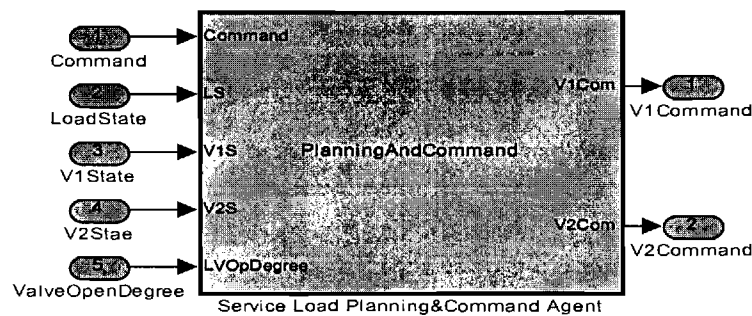 1
Command
Command
2
LS
LoadState
V1Com
1
V1Command
3
V1S
PlanningAndCommand
V1State
4
V2S
V2Stae
V2Com
2
V2Command
5
LVOpDegree
ValveOpenDegree
Service Load Planning&Command Agent